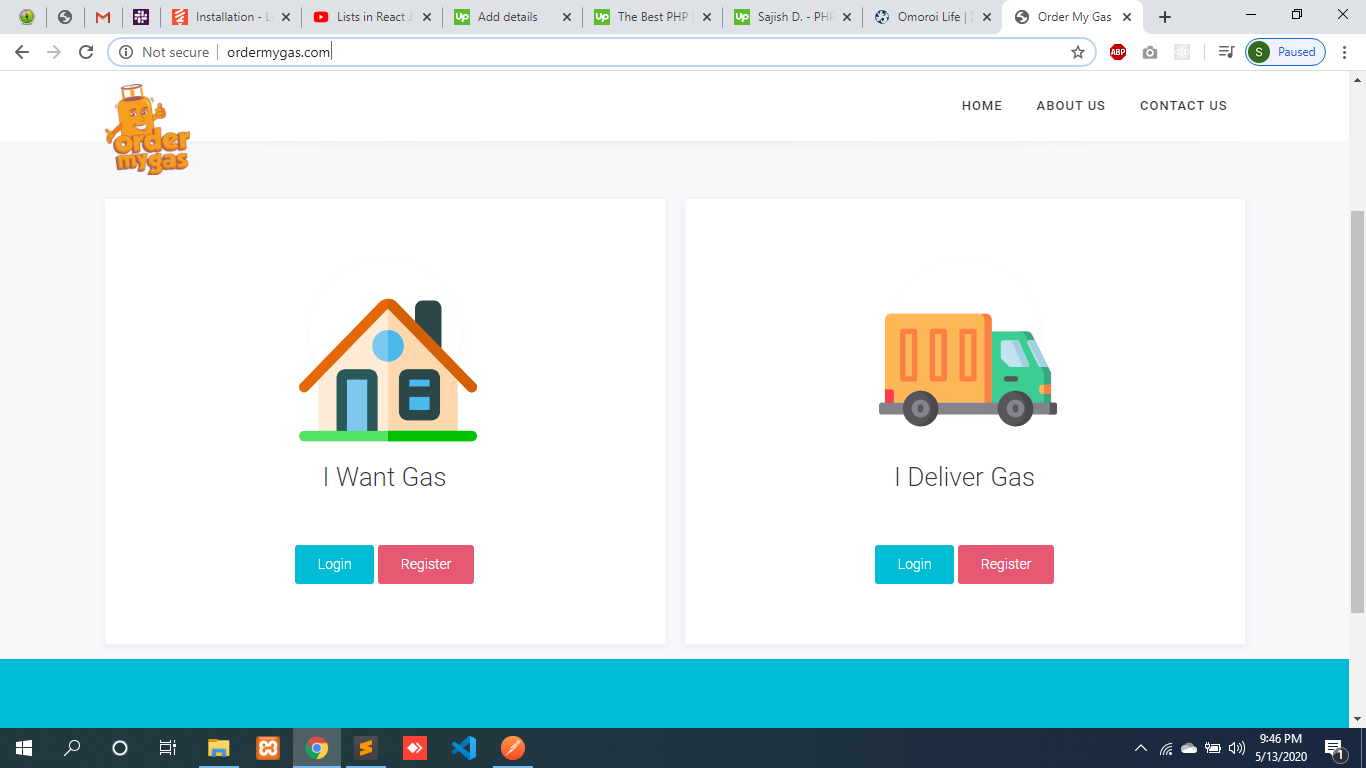 Installation - L
Lists in React J
Add details
The Best PHP
Sajish D. - PHP
Omoroi Life |
Order My Gas
Not secure
ordermygas.com
ABP
S
Paused
order
mygas
HOME
ABOUT US
CONTACT US
I Want Gas
I Deliver Gas
Login
Register
Login
Register
9:46 PM
5/13/2020
1